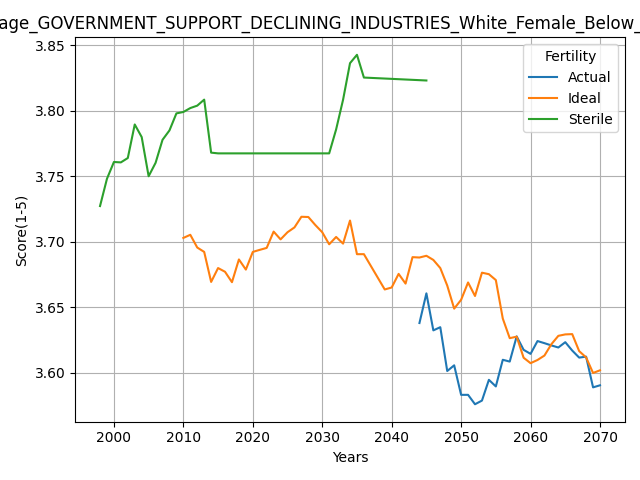 age_GOVERNMENT_SUPPORT_DECLINING_INDUSTRIES_White_Female_Below_
3.85
3.80
3.75
3.70
3.65
3.60
Score(1-5)
Fertility
Actual
Ideal
Sterile
2000 2010 2020 2030 2040 2050 2060 2070
Years